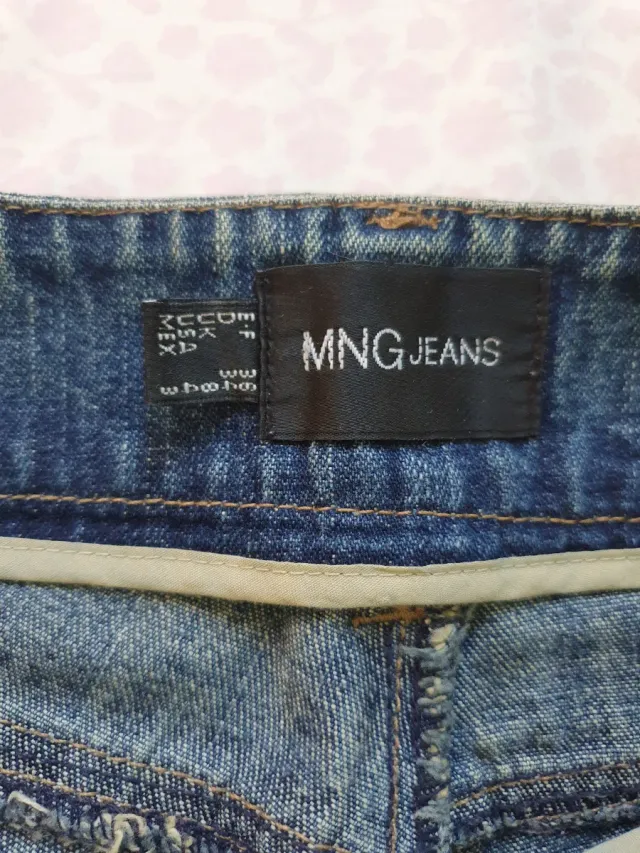 MNG JEANS
E-F 36
D 34
UK 8
USA 4
MEX 3